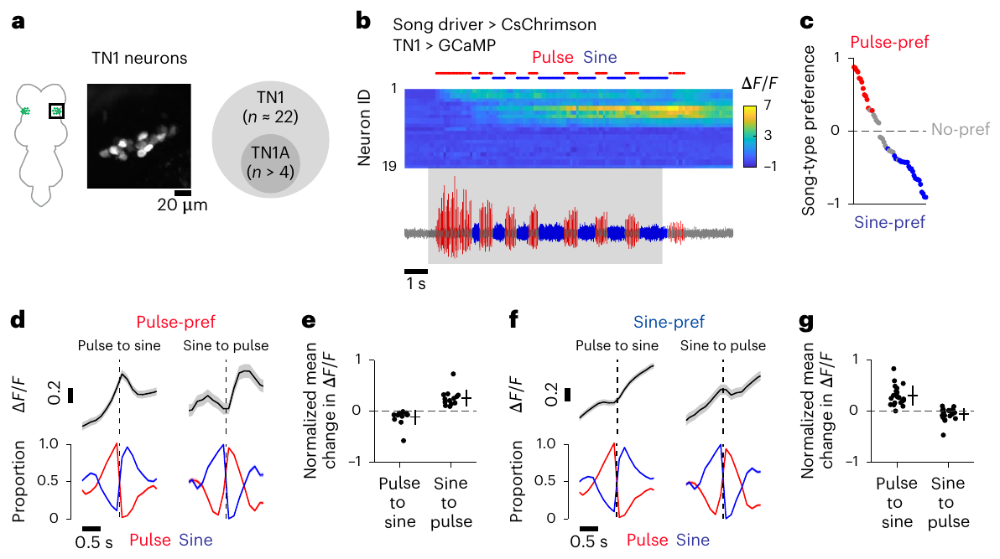 a
TN1 neurons
20 µm
TN1
(n ≈ 22)
TN1A
(n > 4)
b
Song driver > CsChrimson
TN1 > GCaMP
Pulse Sine
Neuron ID
1
19
ΔF/F
7
3
−1
1 s
c
Pulse-pref
Song-type preference
1
0
−1
No-pref
Sine-pref
d
Pulse-pref
Pulse to sine
Sine to pulse
ΔF/F
0.2
Proportion
1.0
0.5
0
0.5 s
Pulse Sine
e
Normalized mean
change in ΔF/F
1
0
−1
Pulse
to
sine
Sine
to
pulse
f
Sine-pref
Pulse to sine
Sine to pulse
ΔF/F
0.2
Proportion
1.0
0.5
0
0.5 s
Pulse Sine
g
Normalized mean
change in ΔF/F
1
0
−1
Pulse
to
sine
Sine
to
pulse